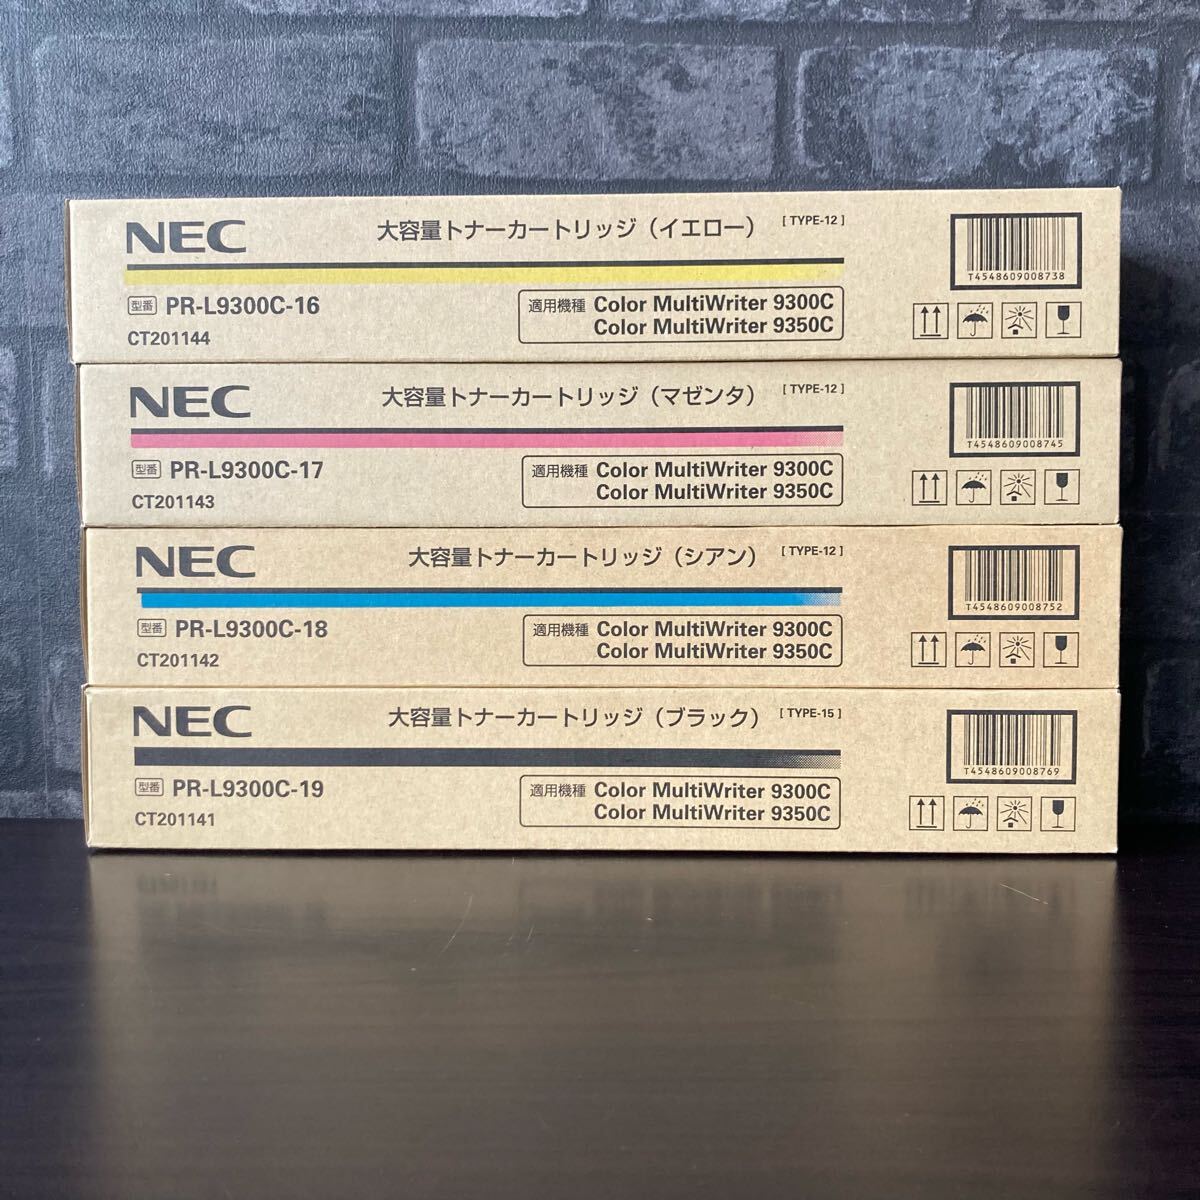 NEC
大容量トナーカートリッジ（イエロー）
[ TYPE-12 ]
型番 PR-L9300C-16
CT201144
適用機種 Color MultiWriter 9300C
Color MultiWriter 9350C
T4548609008738
NEC
大容量トナーカートリッジ（マゼンタ）
[ TYPE-12 ]
型番 PR-L9300C-17
CT201143
適用機種 Color MultiWriter 9300C
Color MultiWriter 9350C
T4548609008745
NEC
大容量トナーカートリッジ（シアン）
[ TYPE-12 ]
型番 PR-L9300C-18
CT201142
適用機種 Color MultiWriter 9300C
Color MultiWriter 9350C
T4548609008752
NEC
大容量トナーカートリッジ（ブラック）
[ TYPE-15 ]
型番 PR-L9300C-19
CT201141
適用機種 Color MultiWriter 9300C
Color MultiWriter 9350C
T4548609008769